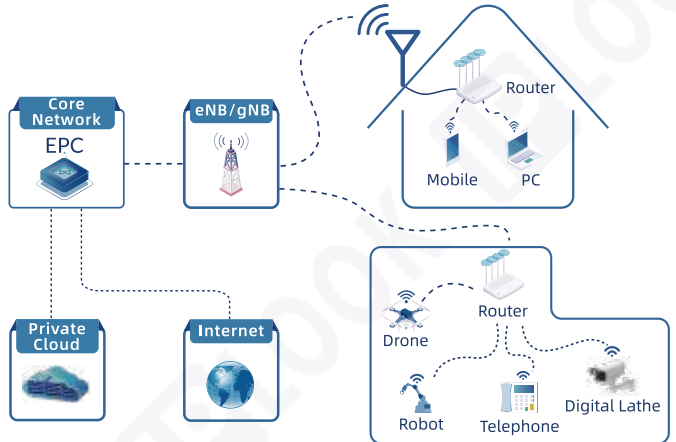 Core
Network
EPC
eNB/gNB
Router
Mobile
PC
Private
Cloud
Internet
Router
Drone
Robot
Telephone
Digital Lathe